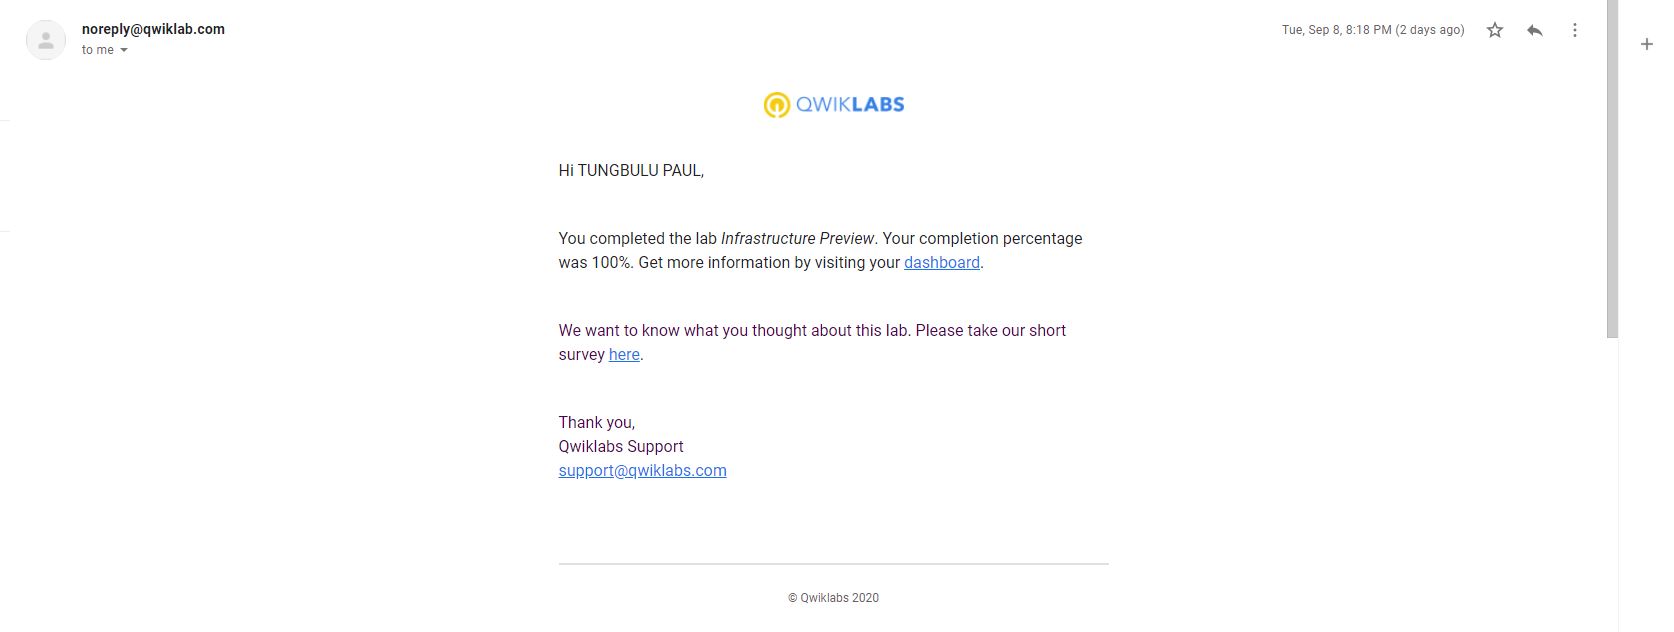 noreply@qwiklab.com
Tue, Sep 8, 8:18 PM (2 days ago)
to me
QWIKLABS
Hi TUNGBULU PAUL,
You completed the lab Infrastructure Preview. Your completion percentage
was 100%. Get more information by visiting your dashboard.
We want to know what you thought about this lab. Please take our short
survey here.
Thank you,
Qwiklabs Support
support@qwiklabs.com
© Qwiklabs 2020